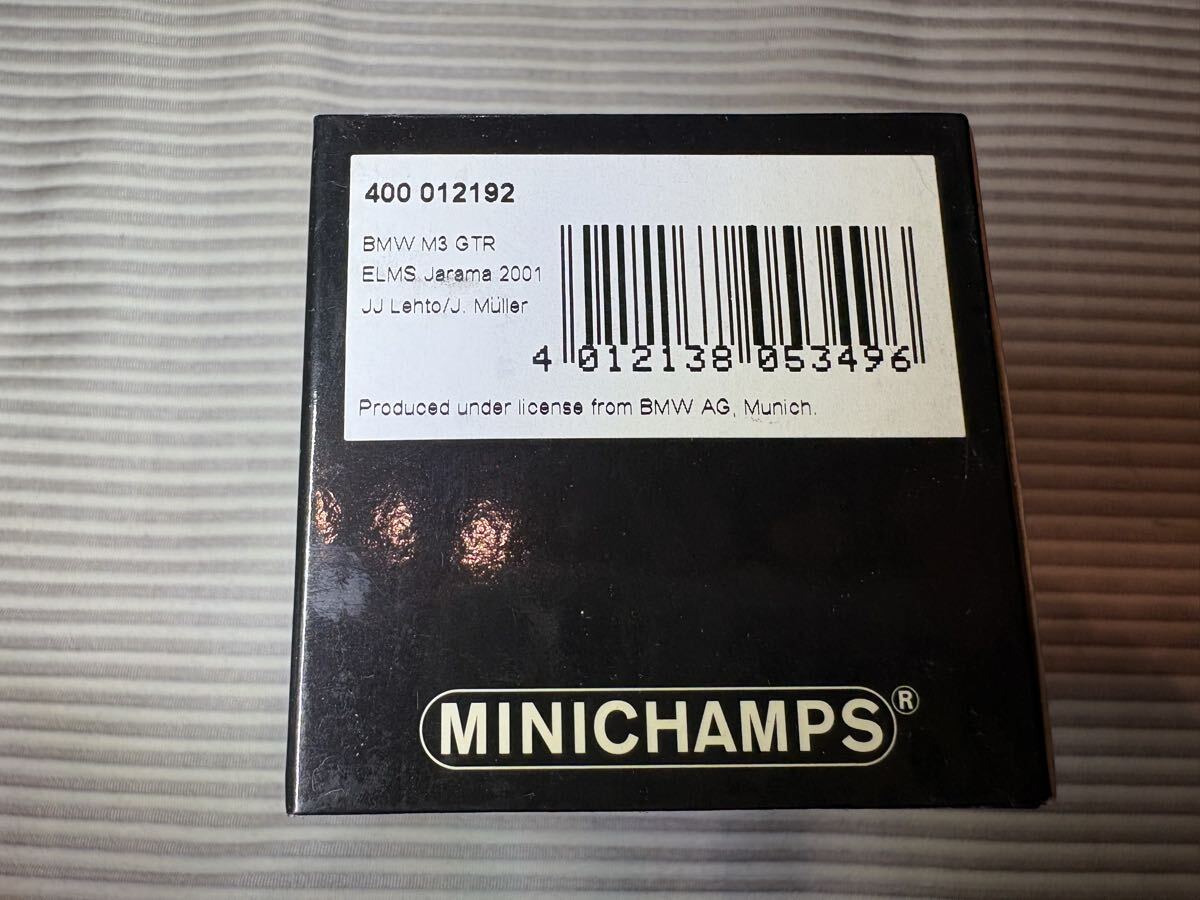 400 012192
BMW M3 GTR
ELMS Jarama 2001
JJ Lehto/J. Müller
4 012138 053496
Produced under license from BMW AG, Munich.
MINICHAMPS®